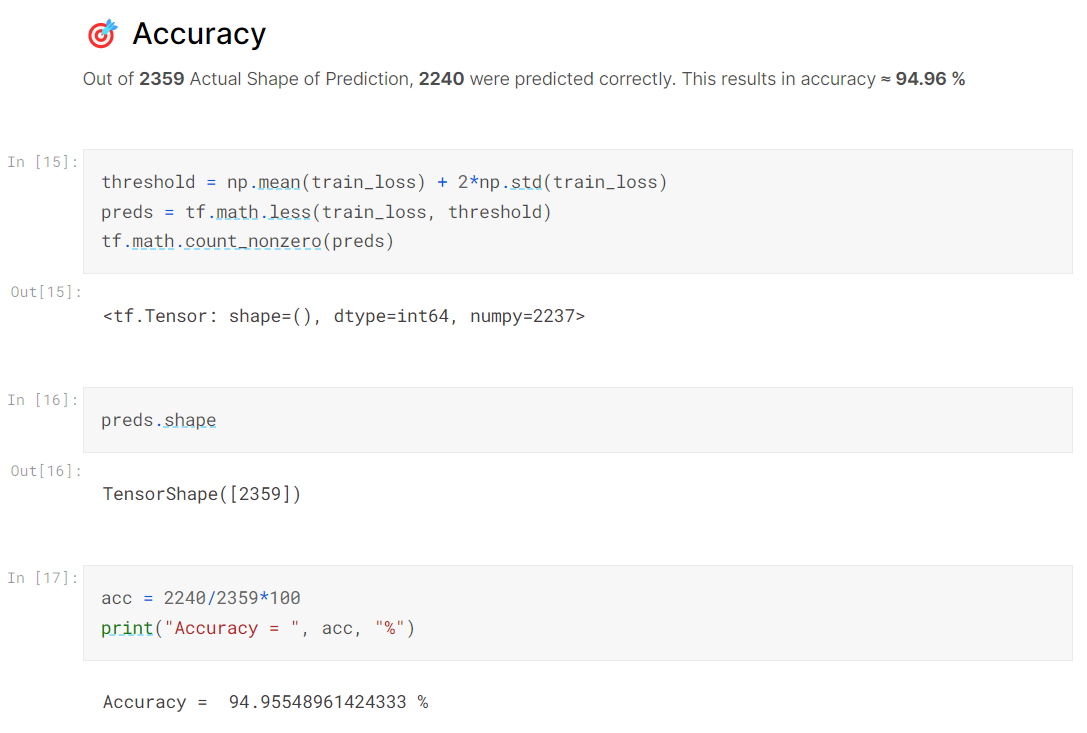 🎯 Accuracy
Out of 2359 Actual Shape of Prediction, 2240 were predicted correctly. This results in accuracy ≈ 94.96 %
In [15]:
threshold = np.mean(train_loss) + 2*np.std(train_loss)
preds = tf.math.less(train_loss, threshold)
tf.math.count_nonzero(preds)
Out[15]:
<tf.Tensor: shape=(), dtype=int64, numpy=2237>
In [16]:
preds.shape
Out[16]:
TensorShape([2359])
In [17]:
acc = 2240/2359*100
print("Accuracy = ", acc, "%")
Accuracy =  94.95548961424333 %